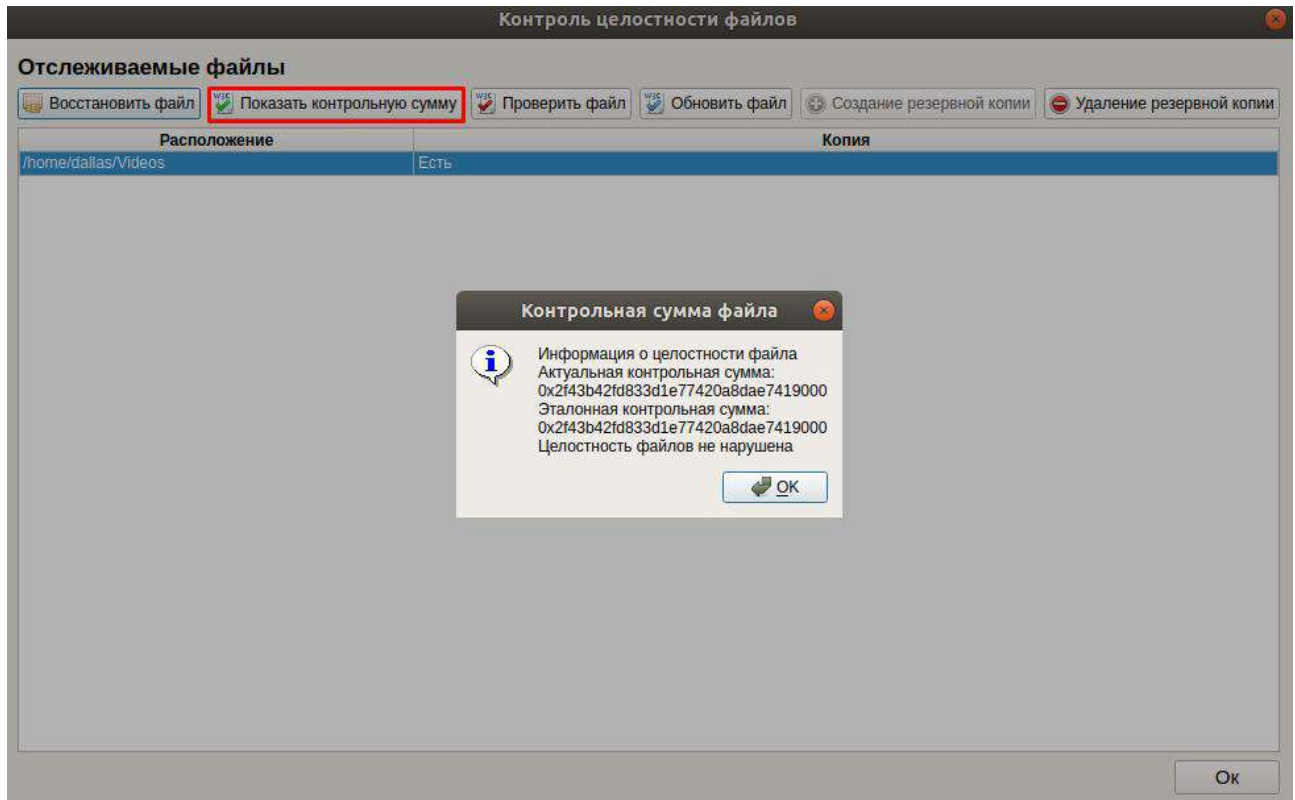 Контроль целостности файлов
Отслеживаемые файлы
Восстановить файл Показать контрольную сумму Проверить файл Обновить файл Создание резервной копии Удаление резервной копии
Расположение Копия
/home/dallas/Videos Есть
Контрольная сумма файла
Информация о целостности файла
Актуальная контрольная сумма:
0x2f43b42fd833d1e77420a8dae7419000
Эталонная контрольная сумма:
0x2f43b42fd833d1e77420a8dae7419000
Целостность файлов не нарушена
OK
Ок